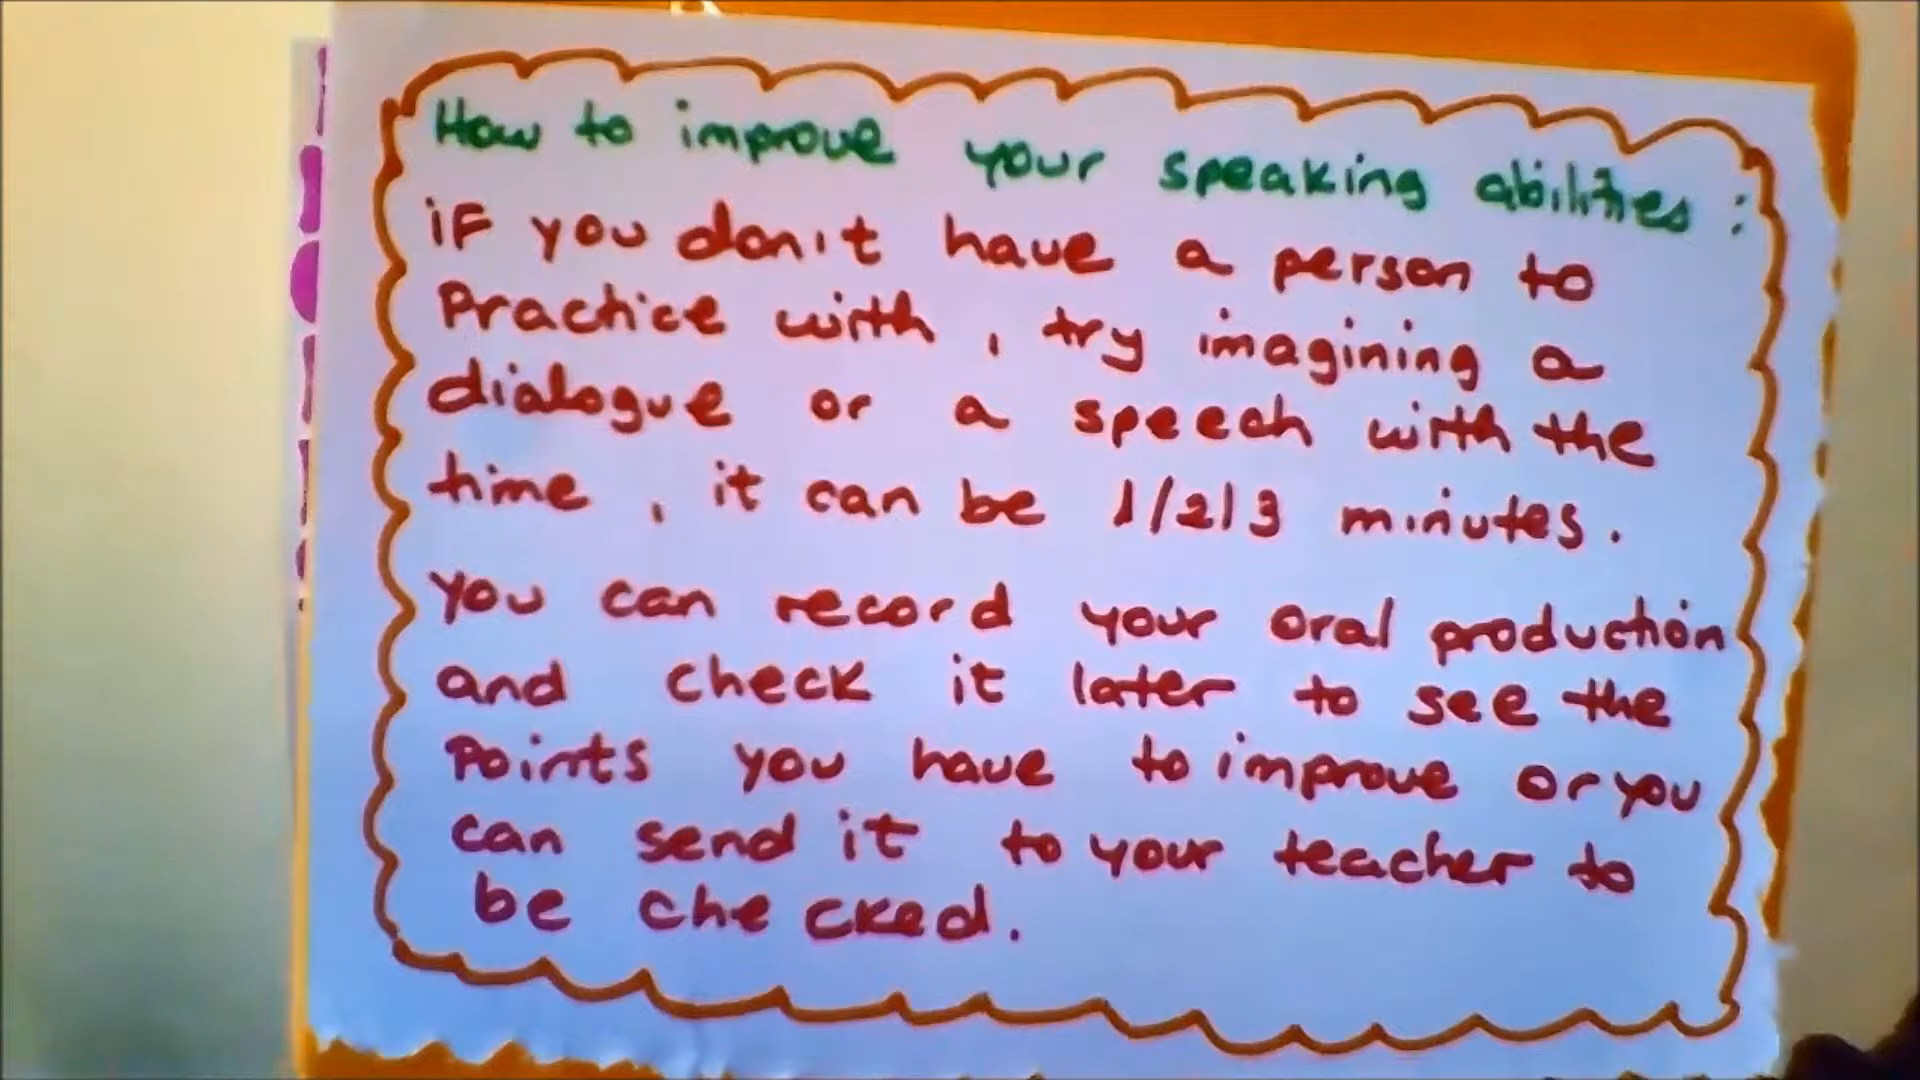 How to improve your speaking abilities :
iF you don't have a person to
Practice with , try imagining a
dialogue or a speech with the
time , it can be 1/2/3 minutes .
You can record your oral production
and check it later to see the
Points you have to improve or you
can send it to your teacher to
be checked .